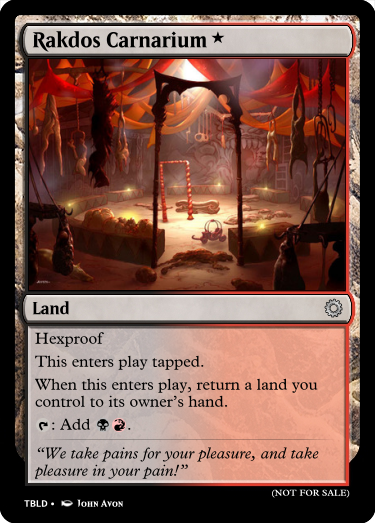 Rakdos Carnarium ★
Land
Hexproof
This enters play tapped.
When this enters play, return a land you
control to its owner's hand.
: Add .
“We take pains for your pleasure, and take
pleasure in your pain!”
(NOT FOR SALE)
TBLD • John Avon